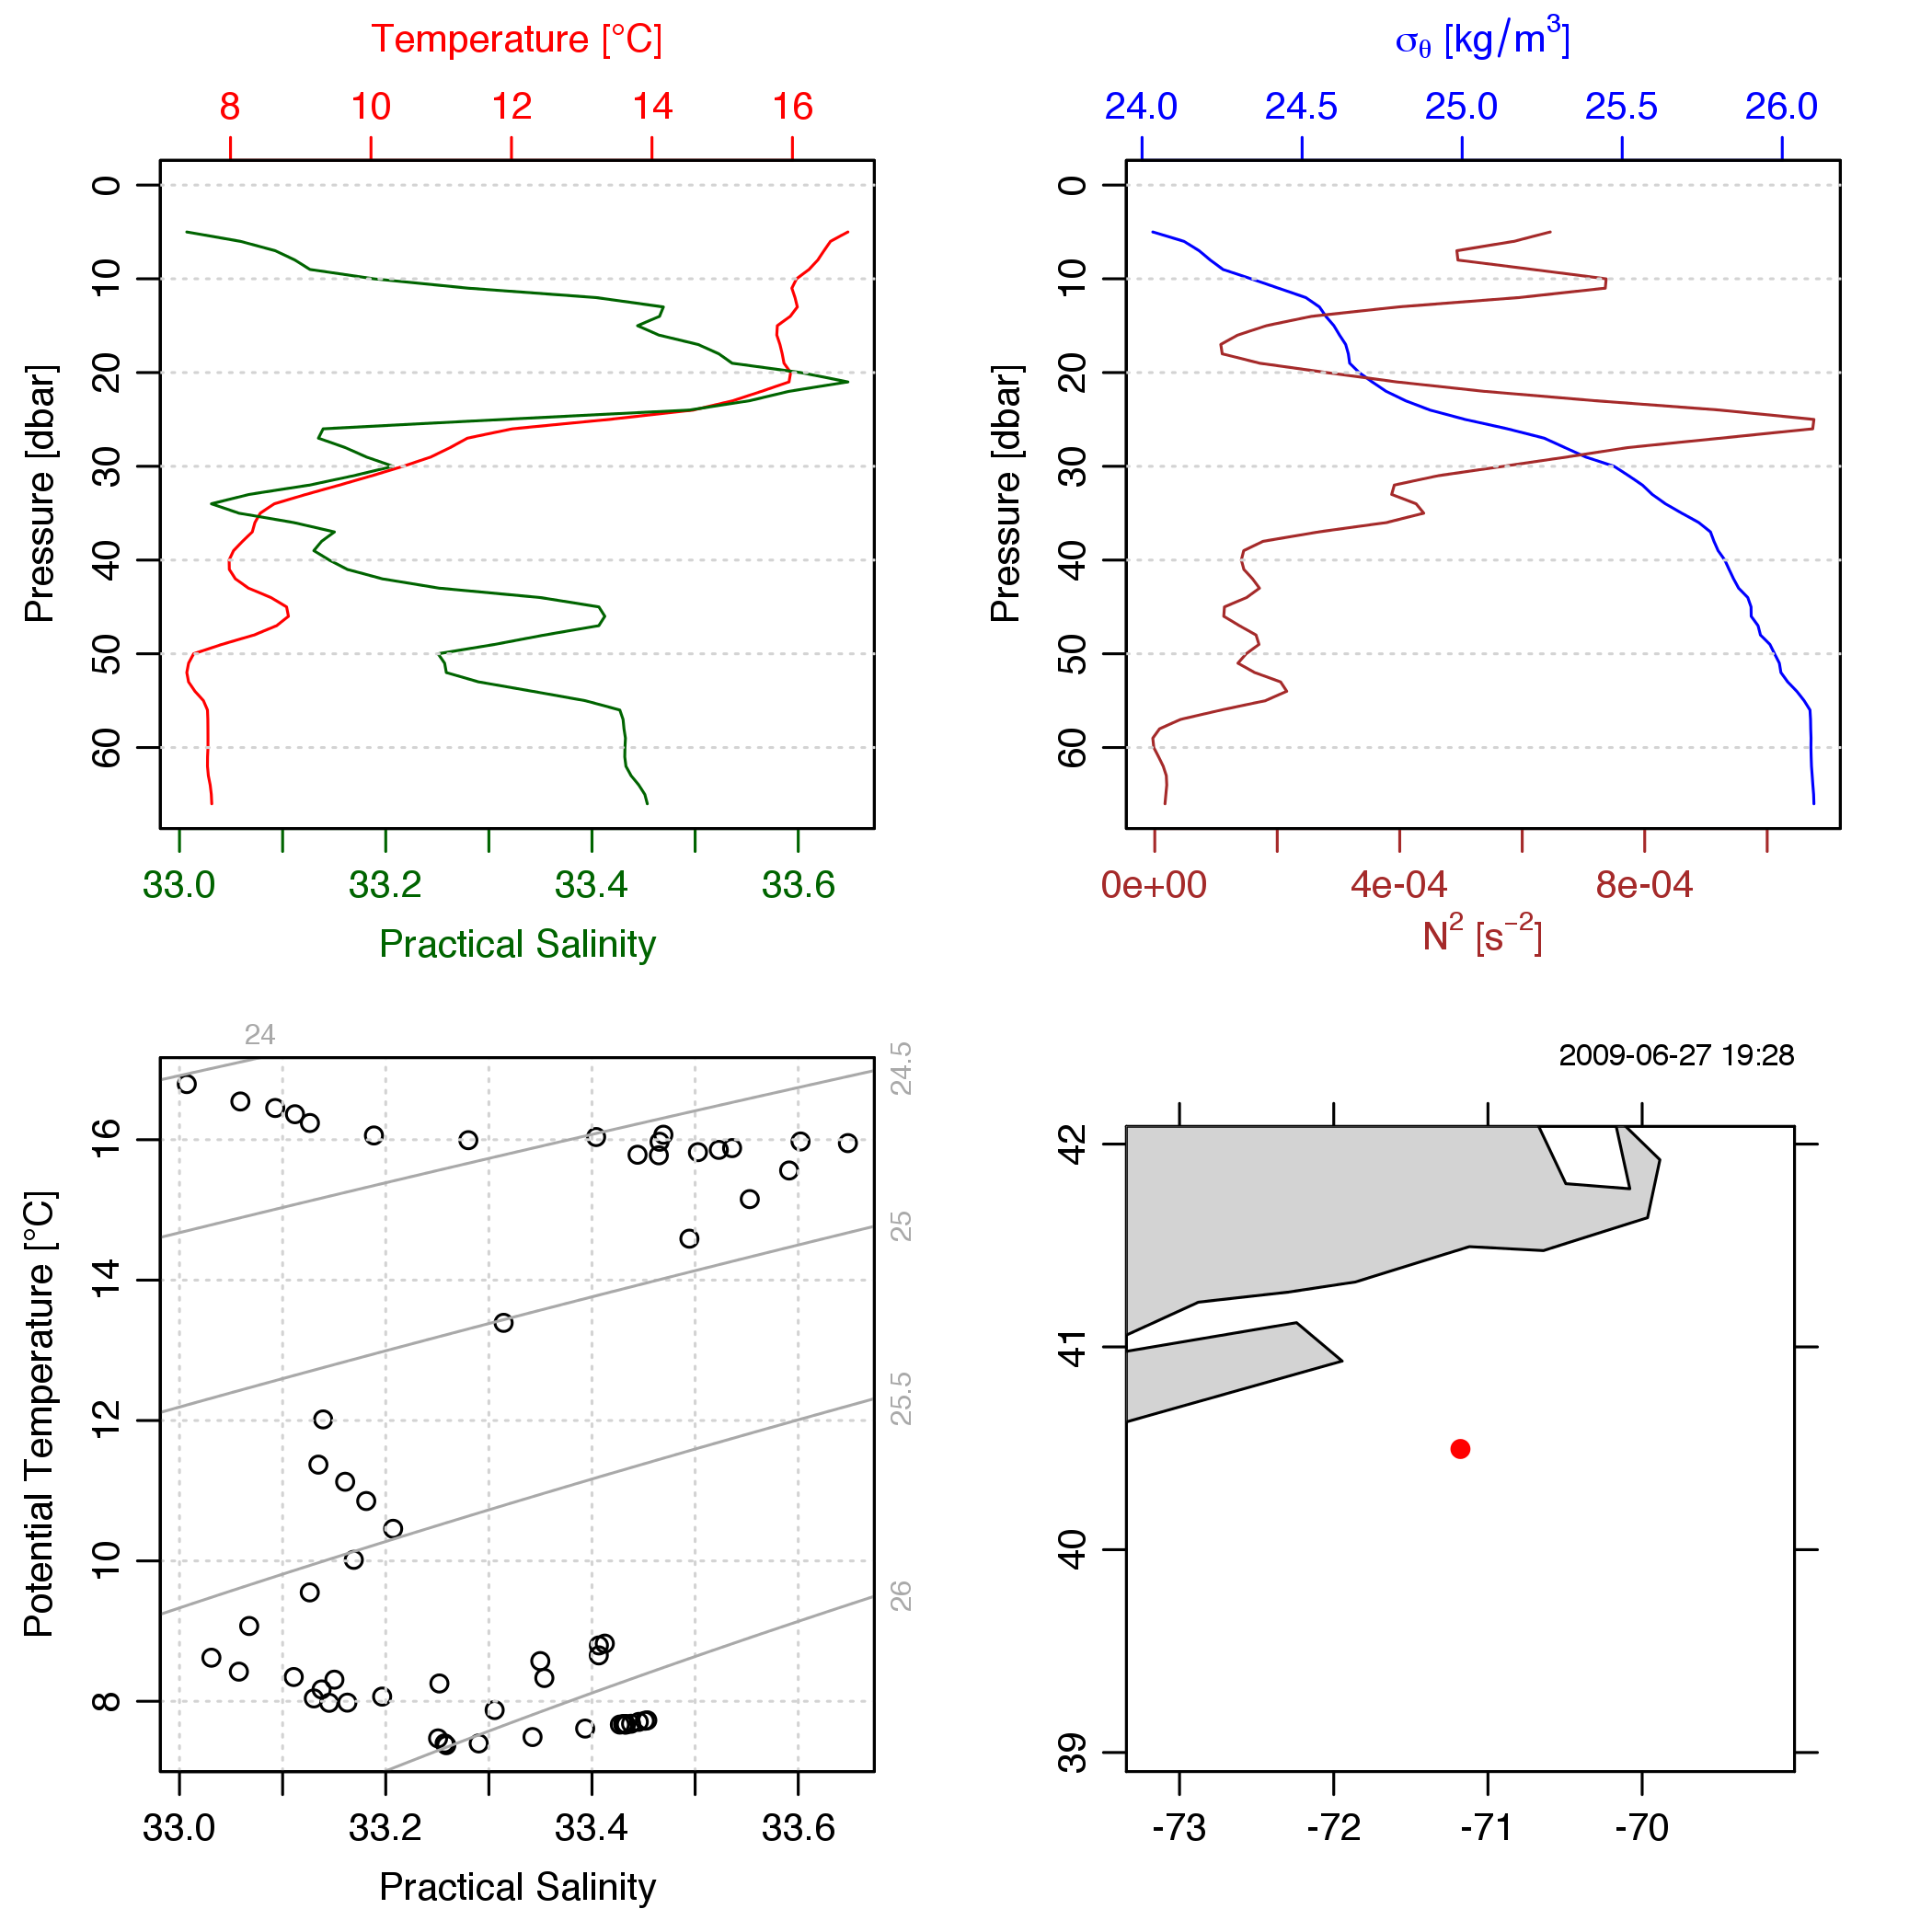 Temperature [°C]
8 10 12 14 16
0
10
20
30
40
50
60
Pressure [dbar]
33.0 33.2 33.4 33.6
Practical Salinity
σθ [kg/m³]
24.0 24.5 25.0 25.5 26.0
0
10
20
30
40
50
60
Pressure [dbar]
0e+00 4e-04 8e-04
N² [s⁻²]
24
24.5
25
25.5
26
16
14
12
10
8
Potential Temperature [°C]
33.0 33.2 33.4 33.6
Practical Salinity
2009-06-27 19:28
42
41
40
39
-73 -72 -71 -70